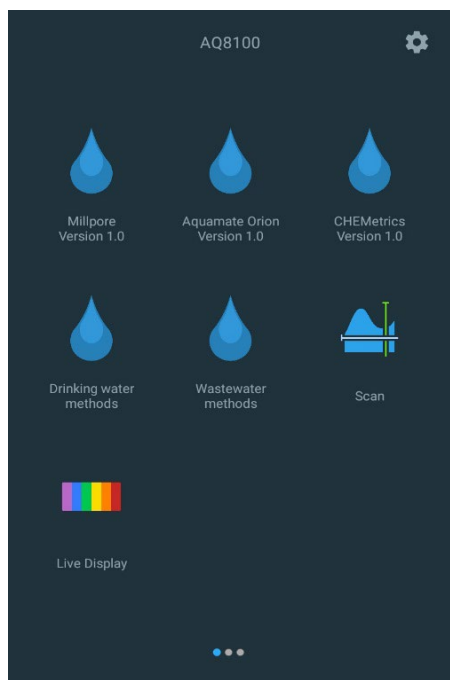 AQ8100
Millpore
Version 1.0
Aquamate Orion
Version 1.0
CHEMetrics
Version 1.0
Drinking water
methods
Wastewater
methods
Scan
Live Display